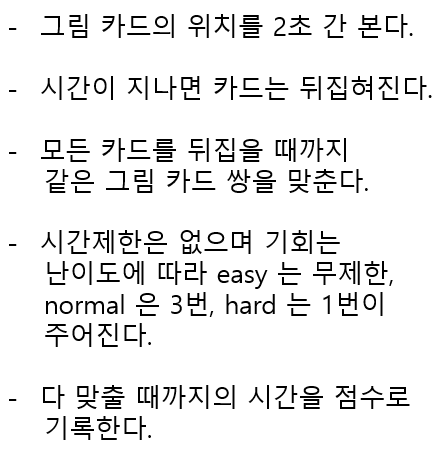 - 그림 카드의 위치를 2초 간 본다.
- 시간이 지나면 카드는 뒤집혀진다.
- 모든 카드를 뒤집을 때까지
같은 그림 카드 쌍을 맞춘다.
- 시간제한은 없으며 기회는
난이도에 따라 easy 는 무제한,
normal 은 3번, hard 는 1번이
주어진다.
- 다 맞출 때까지의 시간을 점수로
기록한다.